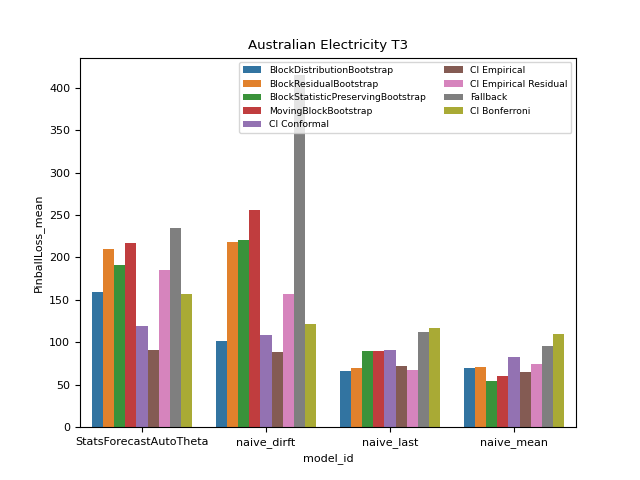 Australian Electricity T3
BlockDistributionBootstrap
BlockResidualBootstrap
BlockStatisticPreservingBootstrap
MovingBlockBootstrap
CI Conformal
CI Empirical
CI Empirical Residual
Fallback
CI Bonferroni
400
350
300
250
200
150
100
50
0
PinballLoss_mean
StatsForecastAutoTheta
naive_dirft
naive_last
naive_mean
model_id